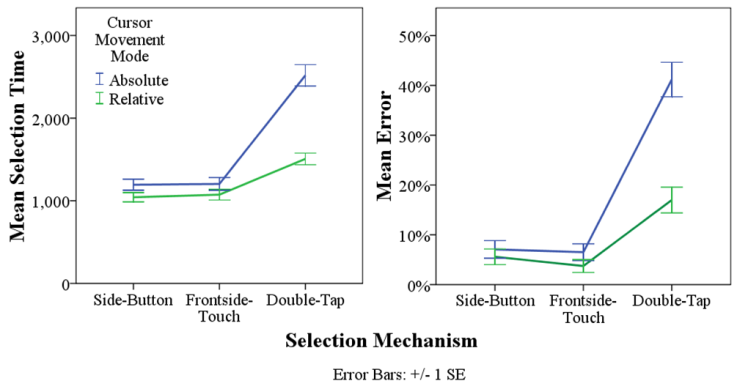 Mean Selection Time
3,000
2,000
1,000
0
Cursor
Movement
Mode
Absolute
Relative
Side-Button
Frontside-
Touch
Double-Tap
Mean Error
50%
40%
30%
20%
10%
0%
Side-Button
Frontside-
Touch
Double-Tap
Selection Mechanism
Error Bars: +/- 1 SE